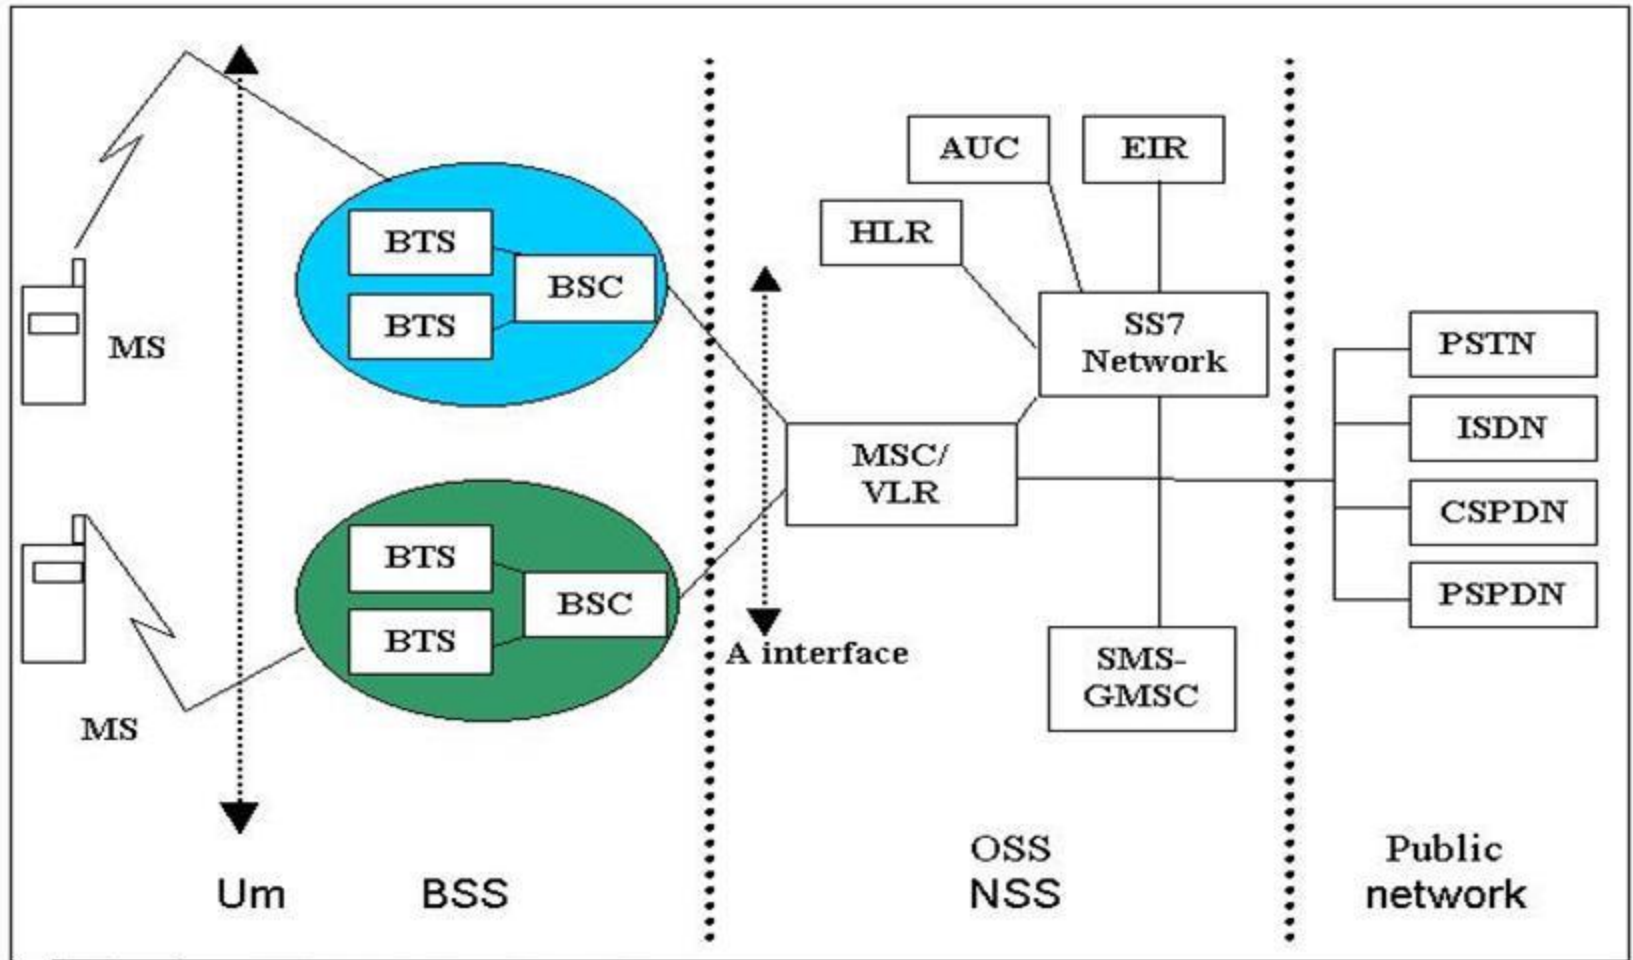 AUC
EIR
HLR
BTS
BSC
BTS
MS
SS7
Network
PSTN
ISDN
CSPDN
PSPDN
MSC/
VLR
BTS
BSC
BTS
MS
A interface
SMS-
GMSC
Um
BSS
OSS
NSS
Public
network